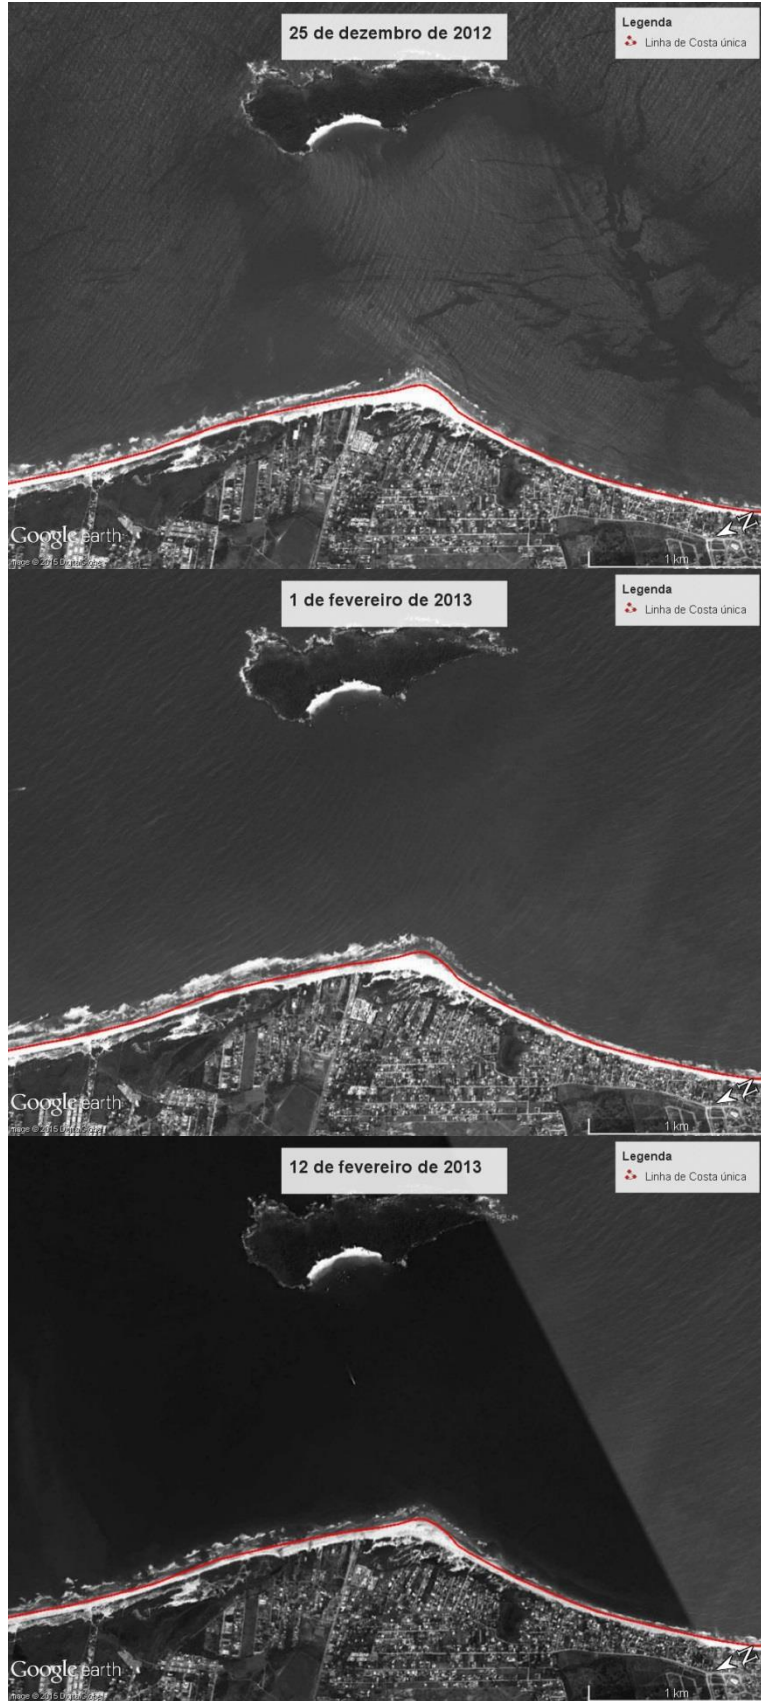 25 de dezembro de 2012
Legenda
Linha de Costa única
N
Google earth
1 km
1 de fevereiro de 2013
Legenda
Linha de Costa única
N
Google earth
1 km
12 de fevereiro de 2013
Legenda
Linha de Costa única
N
Google earth
1 km